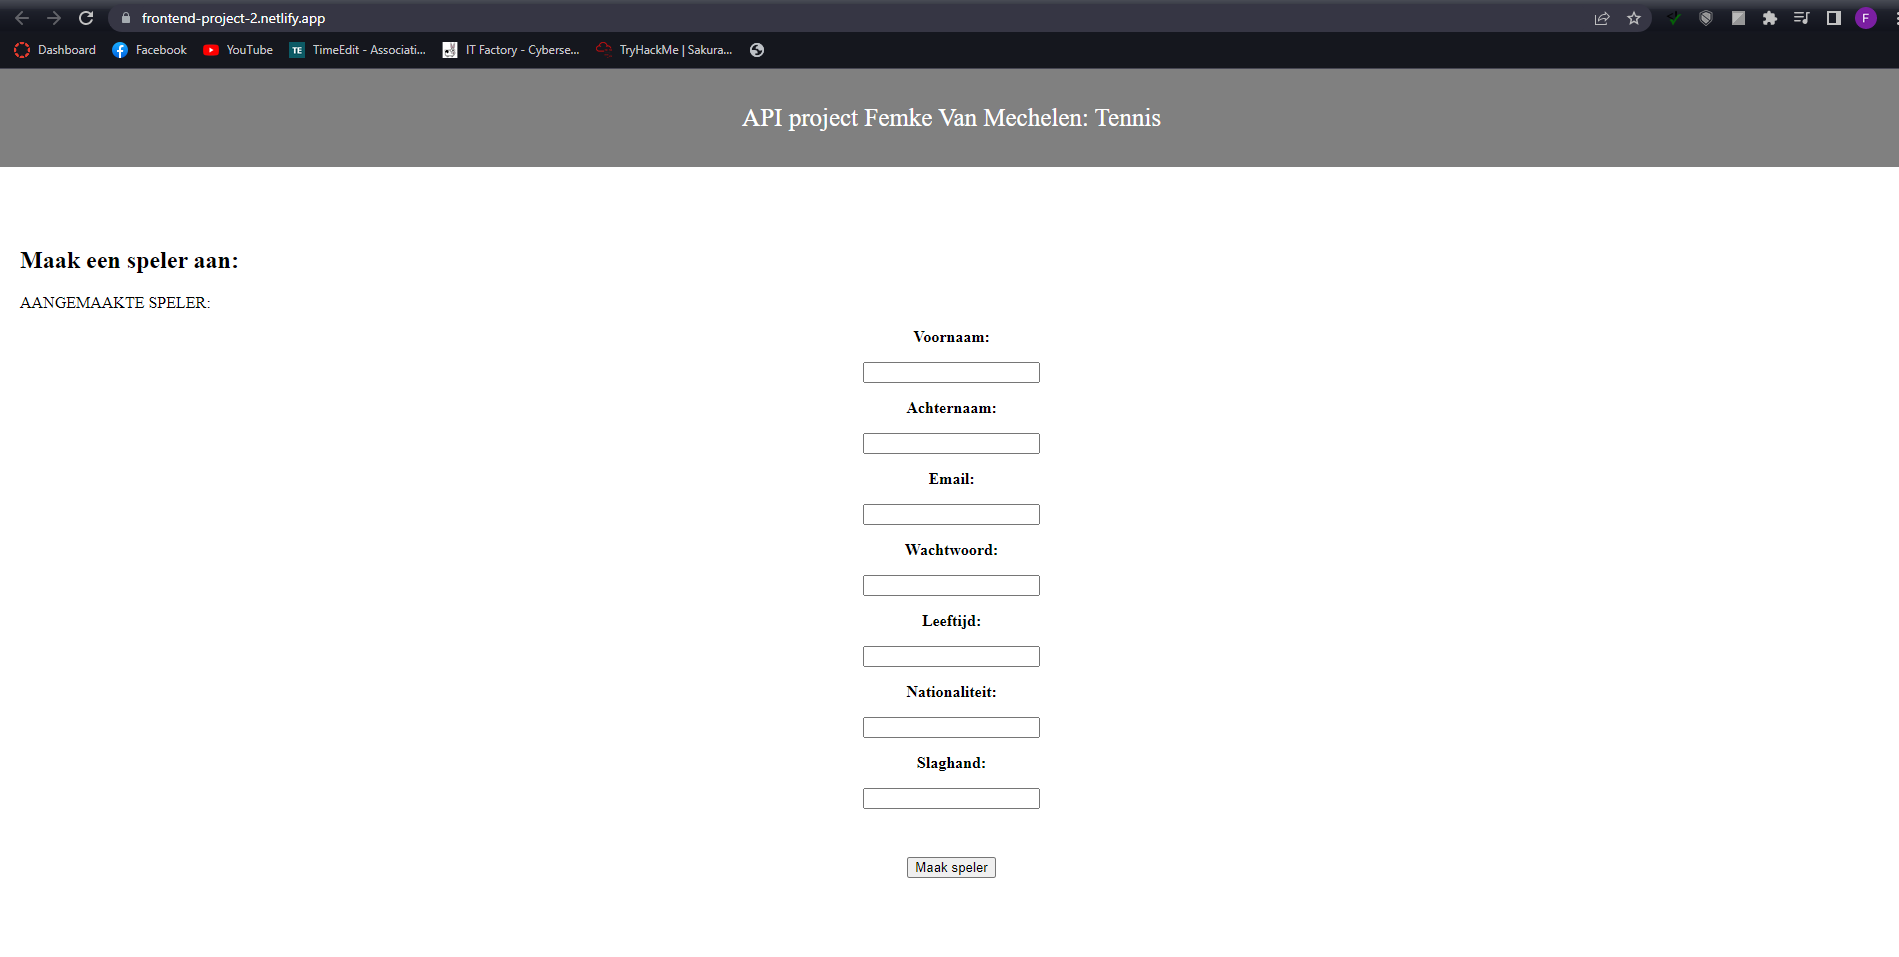 frontend-project-2.netlify.app
F
Dashboard Facebook YouTube TE TimeEdit - Associati... IT Factory - Cyberse... TryHackMe | Sakura...
API project Femke Van Mechelen: Tennis
Maak een speler aan:
AANGEMAAKTE SPELER:
Voornaam:
Achternaam:
Email:
Wachtwoord:
Leeftijd:
Nationaliteit:
Slaghand:
Maak speler